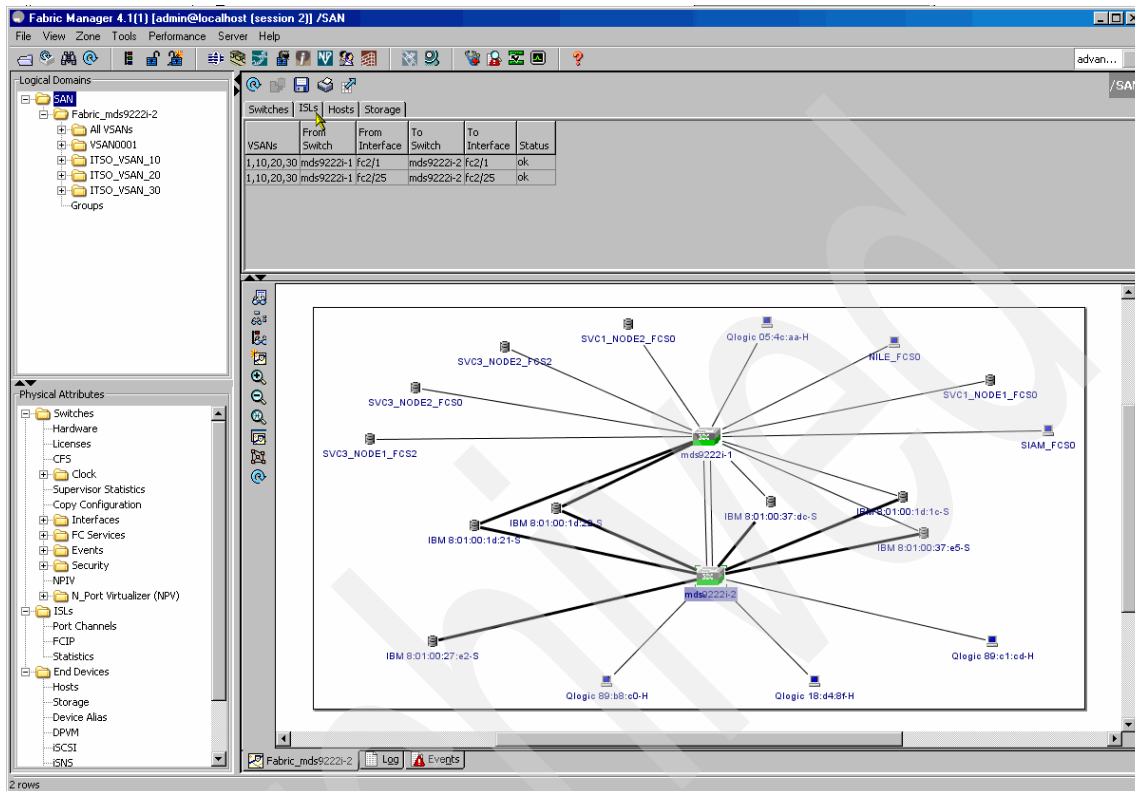 Fabric Manager 4.1(1) [admin@localhost (session 2)] /SAN
File View Zone Tools Performance Server Help
advan...
Logical Domains
SAN
Fabric_mds9222i-2
All VSANs
VSAN0001
ITSO_VSAN_10
ITSO_VSAN_20
ITSO_VSAN_30
Groups
/SAN
Switches ISLs Hosts Storage
VSANs From Switch From Interface To Switch To Interface Status
1,10,20,30 mds9222i-1 fc2/1 mds9222i-2 fc2/1 ok
1,10,20,30 mds9222i-1 fc2/25 mds9222i-2 fc2/25 ok
Physical Attributes
Switches
Hardware
Licenses
CFS
Clock
Supervisor Statistics
Copy Configuration
Interfaces
FC Services
Events
Security
NPIV
N_Port Virtualizer (NPV)
ISLs
Port Channels
FCIP
Statistics
End Devices
Hosts
Storage
Device Alias
DPVM
iSCSI
iSNS
SVC1_NODE2_FCS0
Qlogic 05:4c:aa-H
SVC3_NODE2_FCS2
NILE_FCS0
SVC3_NODE2_FCS0
SVC1_NODE1_FCS0
SVC3_NODE1_FCS2
mds9222i-1
SIAM_FCS0
IBM 8:01:00:1d:21-S
IBM 8:01:00:37:dc-S
IBM 8:01:00:1d:1c-S
IBM 8:01:00:37:e5-S
mds9222i-2
IBM 8:01:00:27:e2-S
Qlogic 89:c1:cd-H
Qlogic 89:b8:c0-H
Qlogic 18:d4:8f-H
Fabric_mds9222i-2 Log Events
2 rows